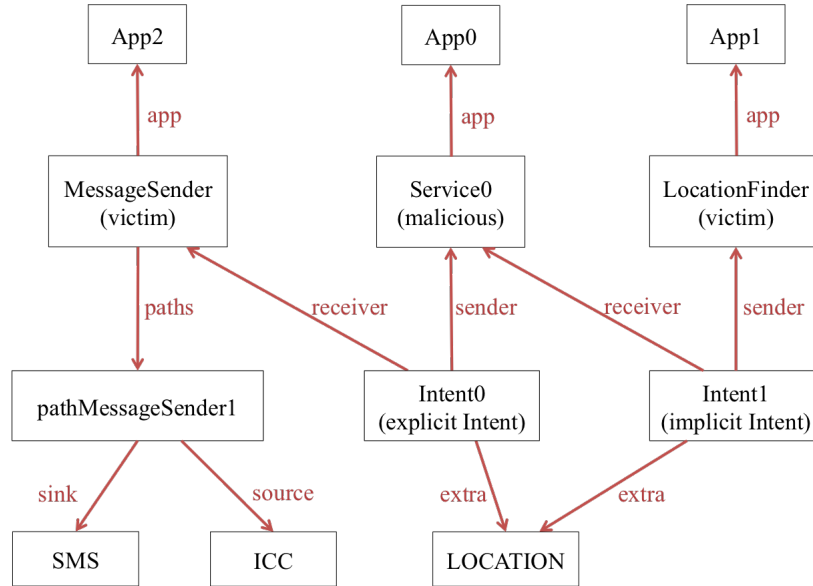 App2
App0
App1
app
app
app
MessageSender
(victim)
Service0
(malicious)
LocationFinder
(victim)
paths
receiver
sender
receiver
sender
pathMessageSender1
Intent0
(explicit Intent)
Intent1
(implicit Intent)
sink
source
extra
extra
SMS
ICC
LOCATION